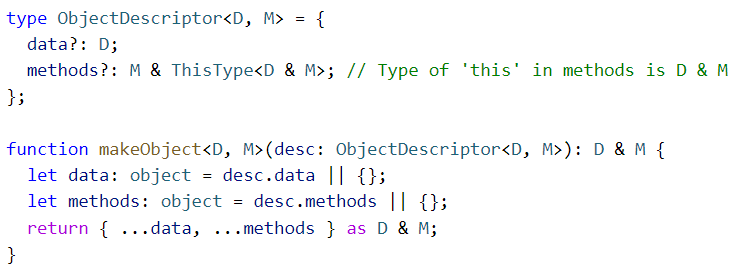 type ObjectDescriptor<D, M> = {
  data?: D;
  methods?: M & ThisType<D & M>; // Type of 'this' in methods is D & M
};

function makeObject<D, M>(desc: ObjectDescriptor<D, M>): D & M {
  let data: object = desc.data || {};
  let methods: object = desc.methods || {};
  return { ...data, ...methods } as D & M;
}